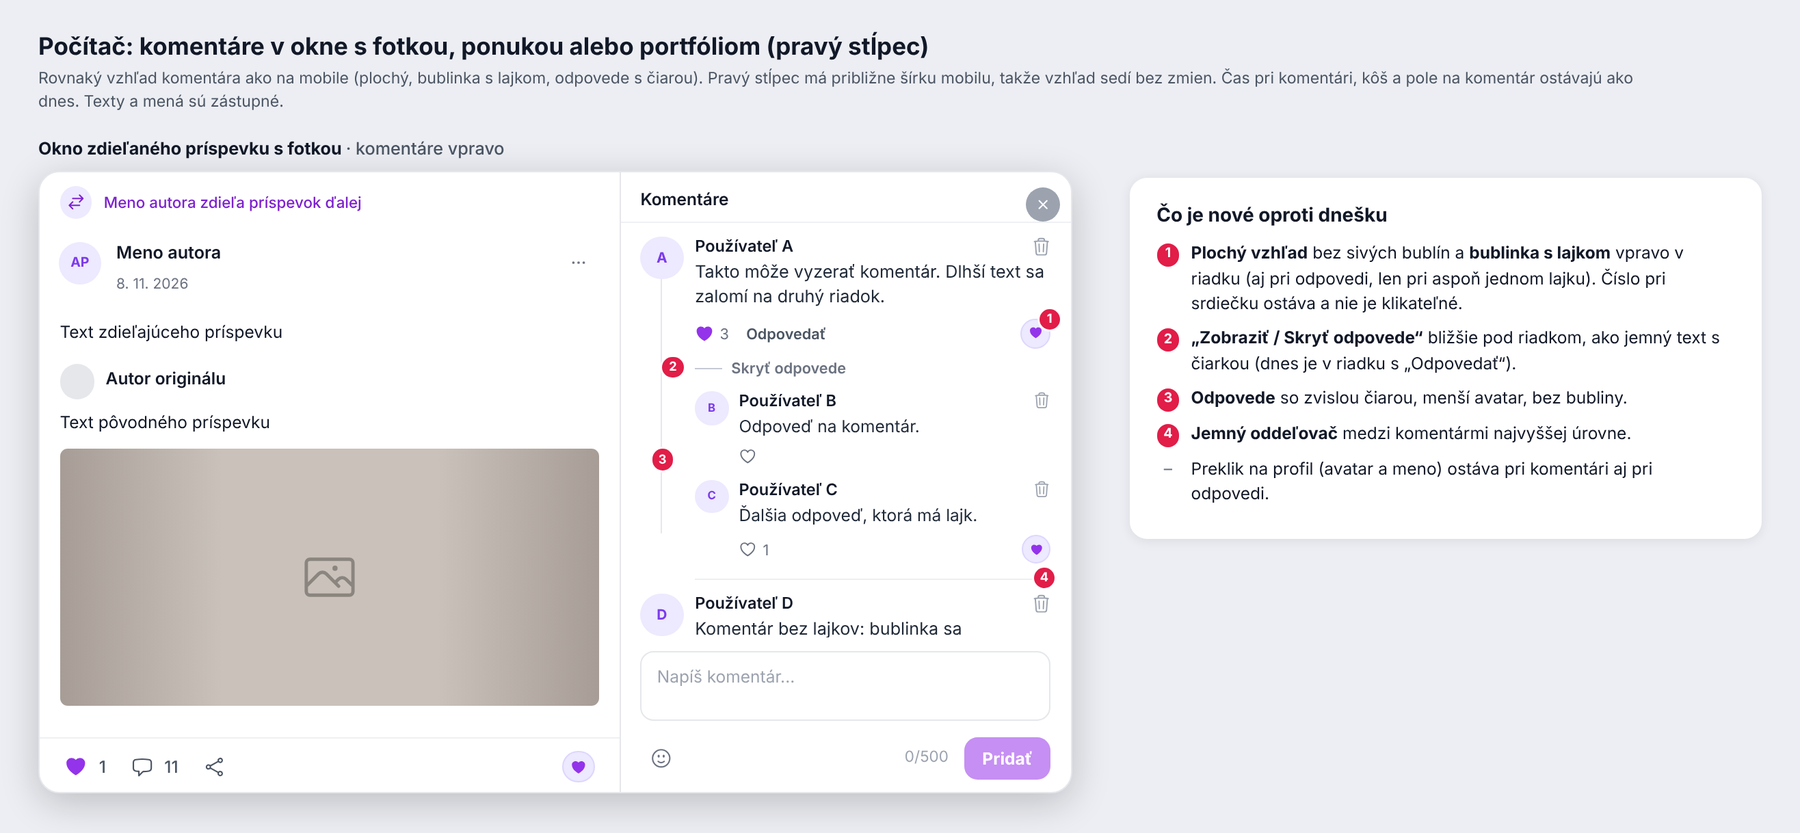 Počítač: komentáre v okne s fotkou, ponukou alebo portfóliom (pravý stĺpec)
Rovnaký vzhľad komentára ako na mobile (plochý, bublinka s lajkom, odpovede s čiarou). Pravý stĺpec má približne šírku mobilu, takže vzhľad sedí bez zmien. Čas pri komentári, kôš a pole na komentár ostávajú ako
dnes. Texty a mená sú zástupné.
Okno zdieľaného príspevku s fotkou · komentáre vpravo
Meno autora zdieľa príspevok ďalej
AP
Meno autora
...
8. 11. 2026
Text zdieľajúceho príspevku
Autor originálu
Text pôvodného príspevku
1
11
Komentáre
A
Používateľ A
Takto môže vyzerať komentár. Dlhší text sa
zalomí na druhý riadok.
3 Odpovedať
1
2
Skryť odpovede
B
Používateľ B
Odpoveď na komentár.
3
C
Používateľ C
Ďalšia odpoveď, ktorá má lajk.
1
4
D
Používateľ D
Komentár bez lajkov: bublinka sa
Napíš komentár...
0/500
Pridať
Čo je nové oproti dnešku
1 Plochý vzhľad bez sivých bublín a bublinka s lajkom vpravo v
riadku (aj pri odpovedi, len pri aspoň jednom lajku). Číslo pri
srdiečku ostáva a nie je klikateľné.
2 „Zobraziť / Skryť odpovede“ bližšie pod riadkom, ako jemný text s
čiarkou (dnes je v riadku s „Odpovedať“).
3 Odpovede so zvislou čiarou, menší avatar, bez bubliny.
4 Jemný oddeľovač medzi komentármi najvyššej úrovne.
– Preklik na profil (avatar a meno) ostáva pri komentári aj pri
odpovedi.